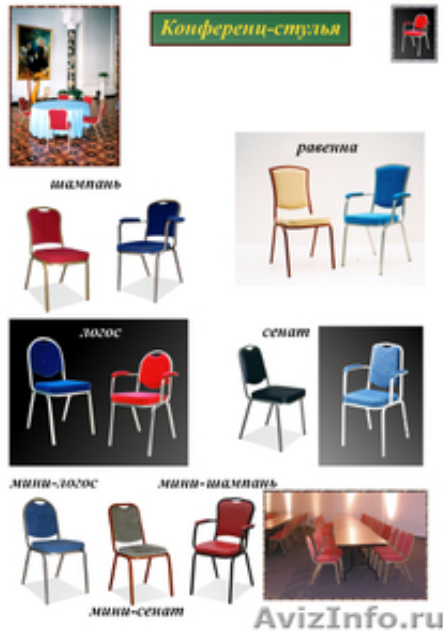 Конференц-стулья
равенна
шампань
логос
сенат
мини-логос
мини-шампань
мини-сенат
AvizInfo.ru